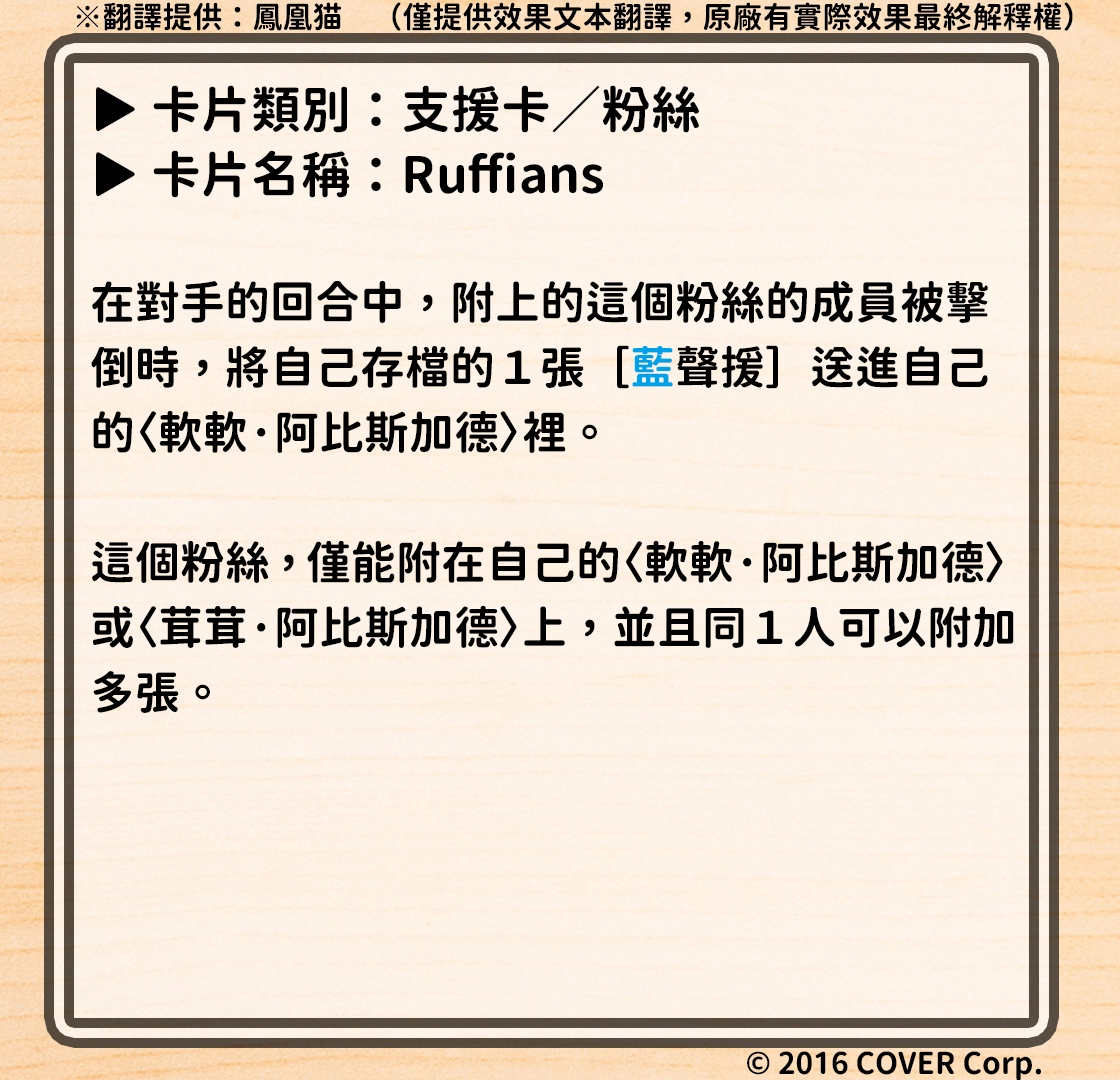 ※翻譯提供：鳳凰猫　（僅提供效果文本翻譯，原廠有實際效果最終解釋權）
▶ 卡片類別：支援卡／粉絲
▶ 卡片名稱：Ruffians
在對手的回合中，附上的這個粉絲的成員被擊
倒時，將自己存檔的１張［藍聲援］送進自己
的〈軟軟·阿比斯加德〉裡。
這個粉絲，僅能附在自己的〈軟軟·阿比斯加德〉
或〈茸茸·阿比斯加德〉上，並且同１人可以附加
多張。
© 2016 COVER Corp.